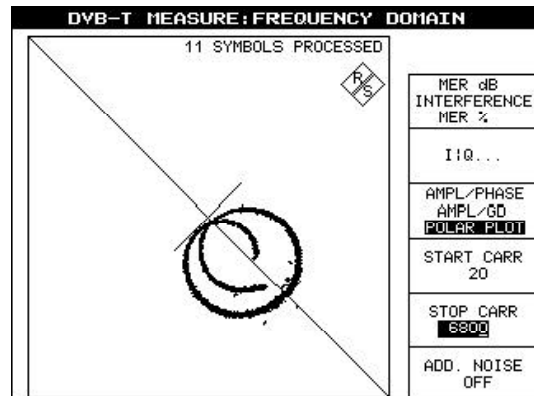 DVB-T MEASURE:FREQUENCY DOMAIN
11 SYMBOLS PROCESSED
R
S
MER dB
INTERFERENCE
MER %
I/Q...
AMPL/PHASE
AMPL/GD
POLAR PLOT
START CARR
20
STOP CARR
6800
ADD. NOISE
OFF